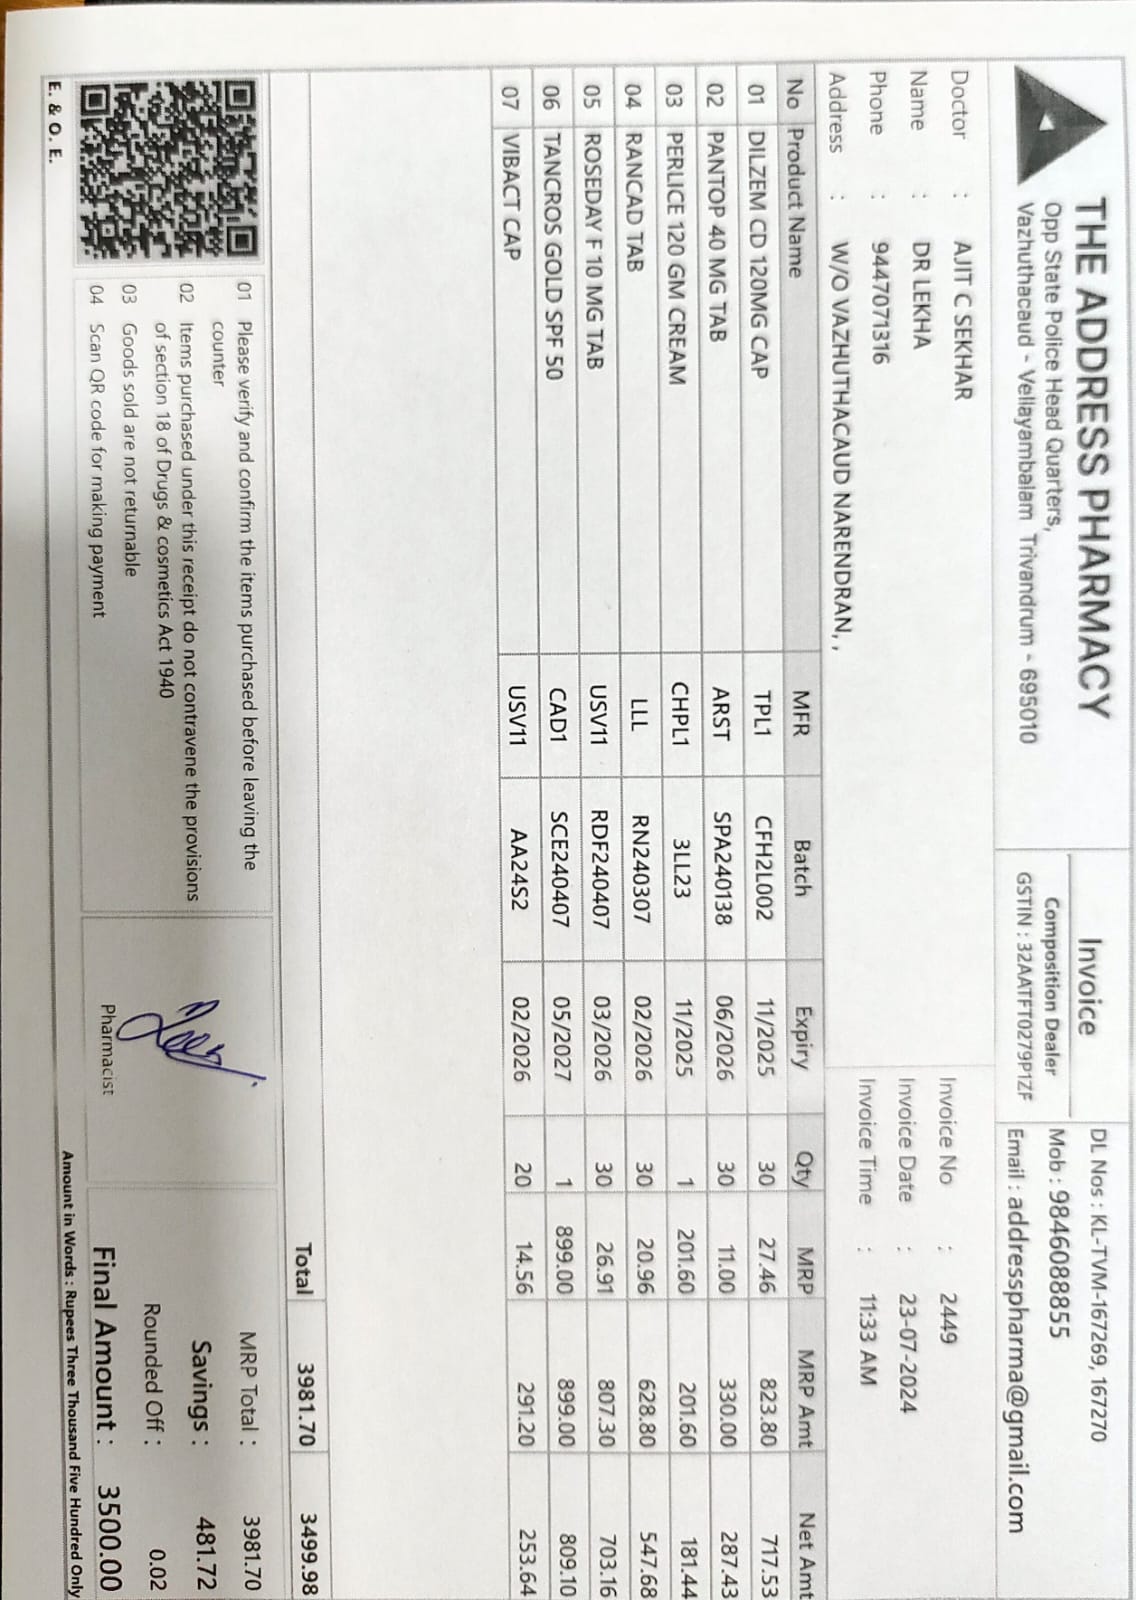 THE ADDRESS PHARMACY
Opp State Police Head Quarters,
Vazhuthacaud - Vellayambalam Trivandrum - 695010
Invoice
Composition Dealer
GSTIN : 32AATFT0279P1ZF
DL Nos : KL-TVM-167269, 167270
Mob : 9846088855
Email : addresspharma@gmail.com
Doctor : AJIT C SEKHAR
Name : DR LEKHA
Phone : 9447071316
Address : W/O VAZHUTHACAUD NARENDRAN, ,
Invoice No : 2449
Invoice Date : 23-07-2024
Invoice Time : 11:33 AM
No Product Name MFR Batch Expiry Qty MRP MRP Amt Net Amt
01 DILZEM CD 120MG CAP TPL1 CFH2L002 11/2025 30 27.46 823.80 717.53
02 PANTOP 40 MG TAB ARST SPA240138 06/2026 30 11.00 330.00 287.43
03 PERLICE 120 GM CREAM CHPL1 3LL23 11/2025 1 201.60 201.60 181.44
04 RANCAD TAB LLL RN240307 02/2026 30 20.96 628.80 547.68
05 ROSEDAY F 10 MG TAB USV11 RDF240407 03/2026 30 26.91 807.30 703.16
06 TANCROS GOLD SPF 50 CAD1 SCE240407 05/2027 1 899.00 899.00 809.10
07 VIBACT CAP USV11 AA24S2 02/2026 20 14.56 291.20 253.64
Total 3981.70 3499.98
01 Please verify and confirm the items purchased before leaving the
counter
02 Items purchased under this receipt do not contravene the provisions
of section 18 of Drugs & cosmetics Act 1940
03 Goods sold are not returnable
04 Scan QR code for making payment
Pharmacist
MRP Total : 3981.70
Savings : 481.72
Rounded Off : 0.02
Final Amount : 3500.00
Amount in Words : Rupees Three Thousand Five Hundred Only
E. & O. E.